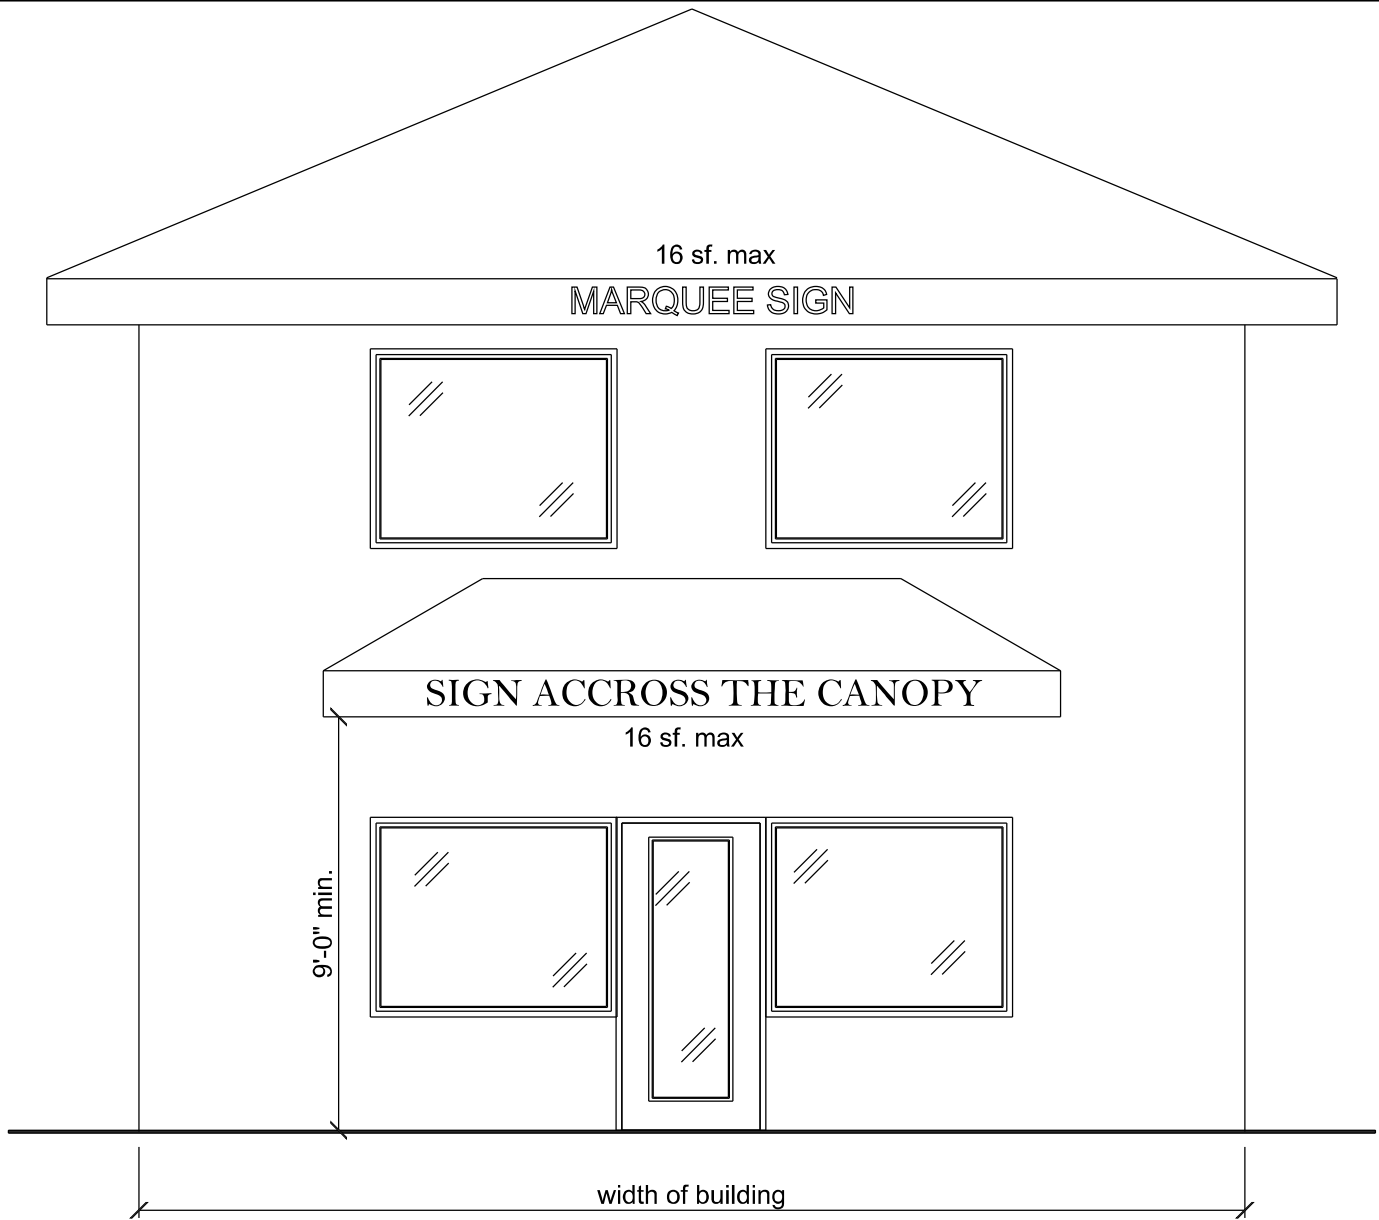 16 sf. max
MARQUEE SIGN
SIGN ACCROSS THE CANOPY
16 sf. max
9'-0" min.
width of building